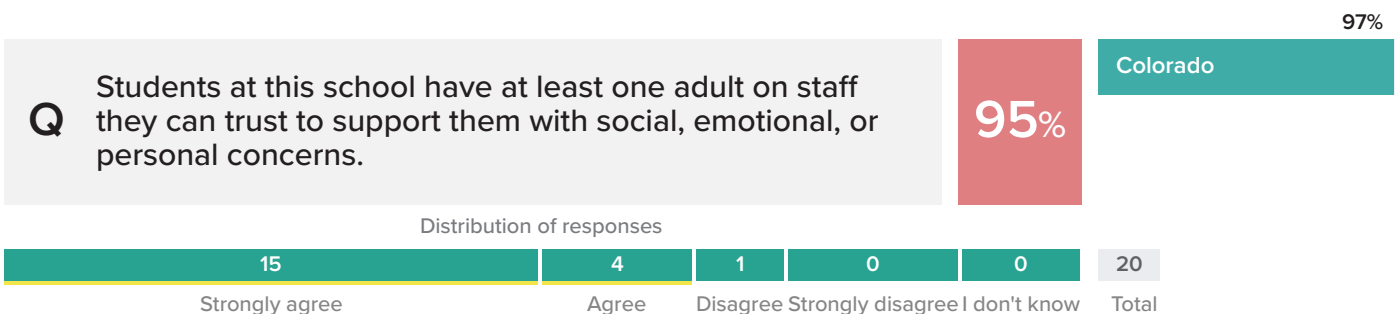 97%
Q
Students at this school have at least one adult on staff
they can trust to support them with social, emotional, or
personal concerns.
95%
Colorado
Distribution of responses
15 4 1 0 0 20
Strongly agree Agree Disagree Strongly disagree I don't know Total